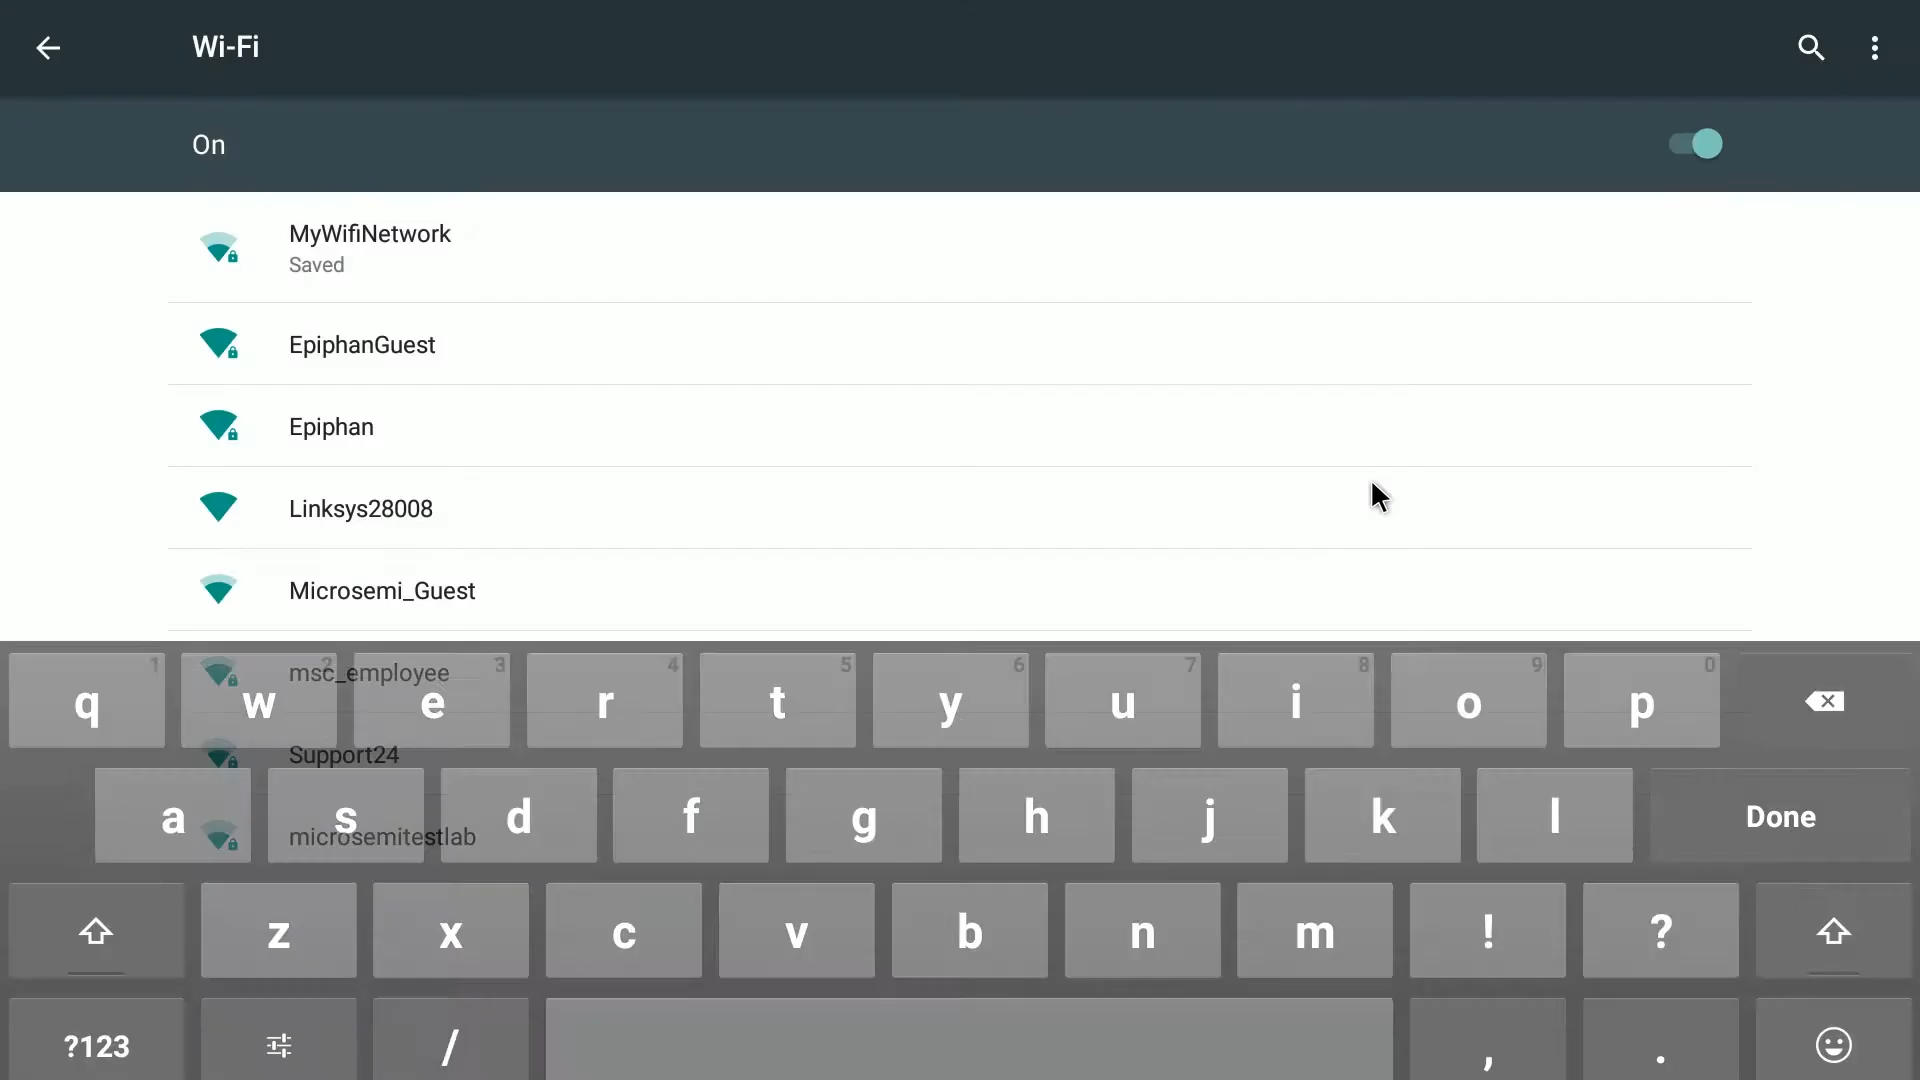 Wi-Fi
On
MyWifiNetwork
Saved
EpiphanGuest
Epiphan
Linksys28008
Microsemi_Guest
msc_employee
Support24
microsemitestlab
1 2 3 4 5 6 7 8 9 0
q w e r t y u i o p
a s d f g h j k l Done
z x c v b n m ! ?
?123 / , .